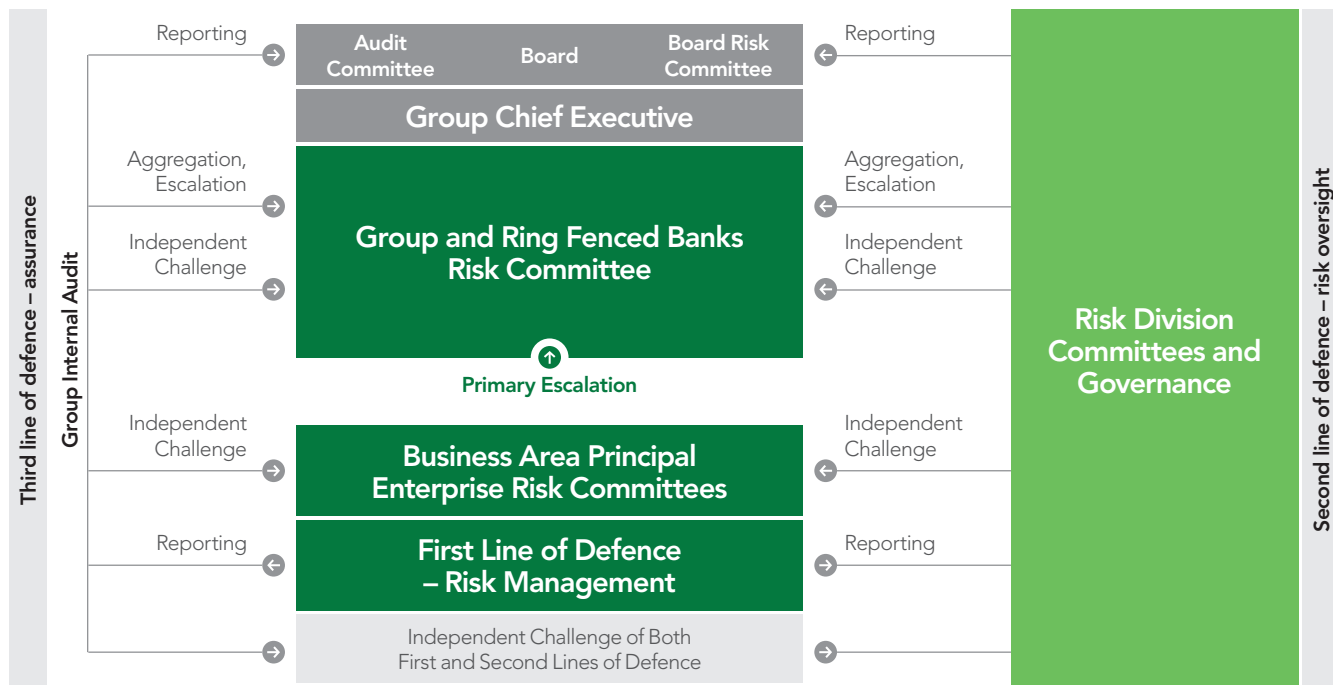 Third line of defence – assurance
Group Internal Audit
Reporting
Aggregation,
Escalation
Independent
Challenge
Independent
Challenge
Reporting
Audit
Committee
Board
Board Risk
Committee
Group Chief Executive
Group and Ring Fenced Banks
Risk Committee
Primary Escalation
Business Area Principal
Enterprise Risk Committees
First Line of Defence
– Risk Management
Independent Challenge of Both
First and Second Lines of Defence
Reporting
Aggregation,
Escalation
Independent
Challenge
Independent
Challenge
Reporting
Risk Division
Committees and
Governance
Second line of defence – risk oversight